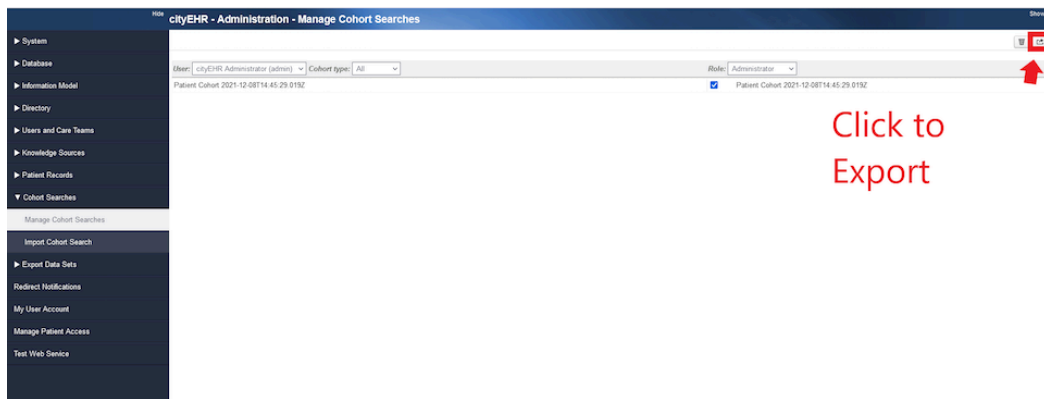 Hide
cityEHR - Administration - Manage Cohort Searches
Show
▶ System
▶ Database
User: cityEHR Administrator (admin) Cohort type: All
Role: Administrator
▶ Information Model
Patient Cohort 2021-12-08T14:45:29.019Z
Patient Cohort 2021-12-08T14:45:29.019Z
▶ Directory
▶ Users and Care Teams
▶ Knowledge Sources
▶ Patient Records
▼ Cohort Searches
Manage Cohort Searches
Import Cohort Search
▶ Export Data Sets
Redirect Notifications
My User Account
Manage Patient Access
Test Web Service
Click to
Export